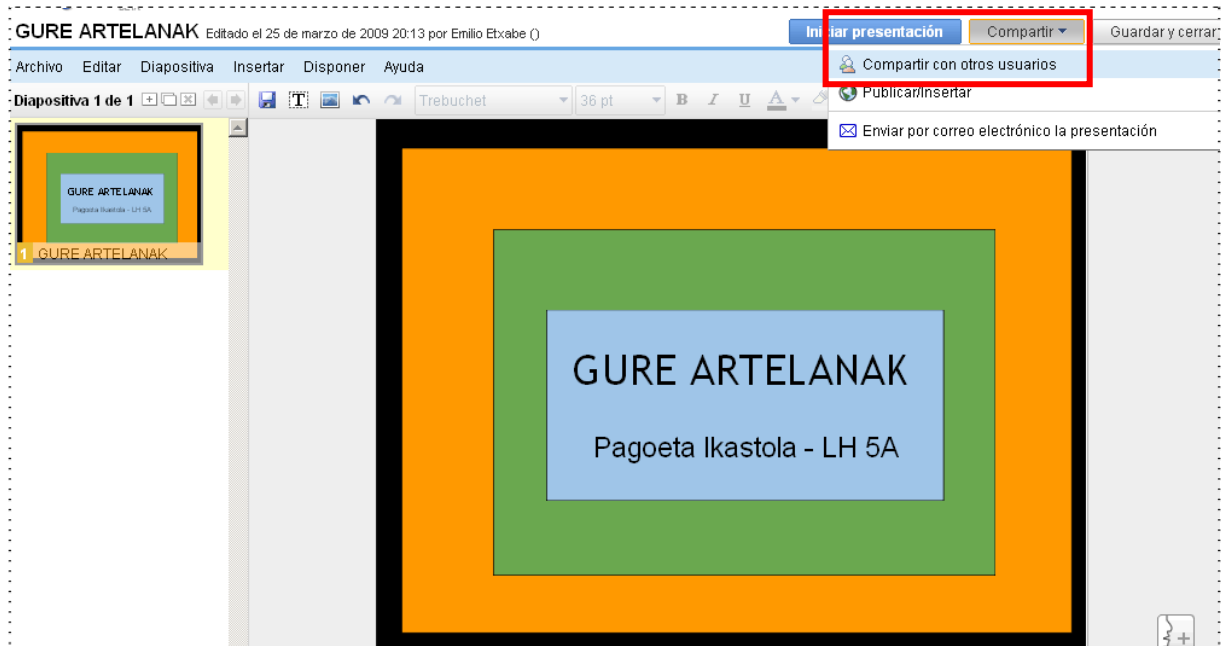 GURE ARTELANAK Editado el 25 de marzo de 2009 20:13 por Emilio Etxabe ()
Iniciar presentación Compartir Guardar y cerrar
Archivo Editar Diapositiva Insertar Disponer Ayuda
Compartir con otros usuarios
Publicar/Insertar
Enviar por correo electrónico la presentación
Diapositiva 1 de 1 Trebuchet 36 pt B I U A
GURE ARTELANAK
Pagoeta Ikastola - LH 5A
1 GURE ARTELANAK
GURE ARTELANAK
Pagoeta Ikastola - LH 5A